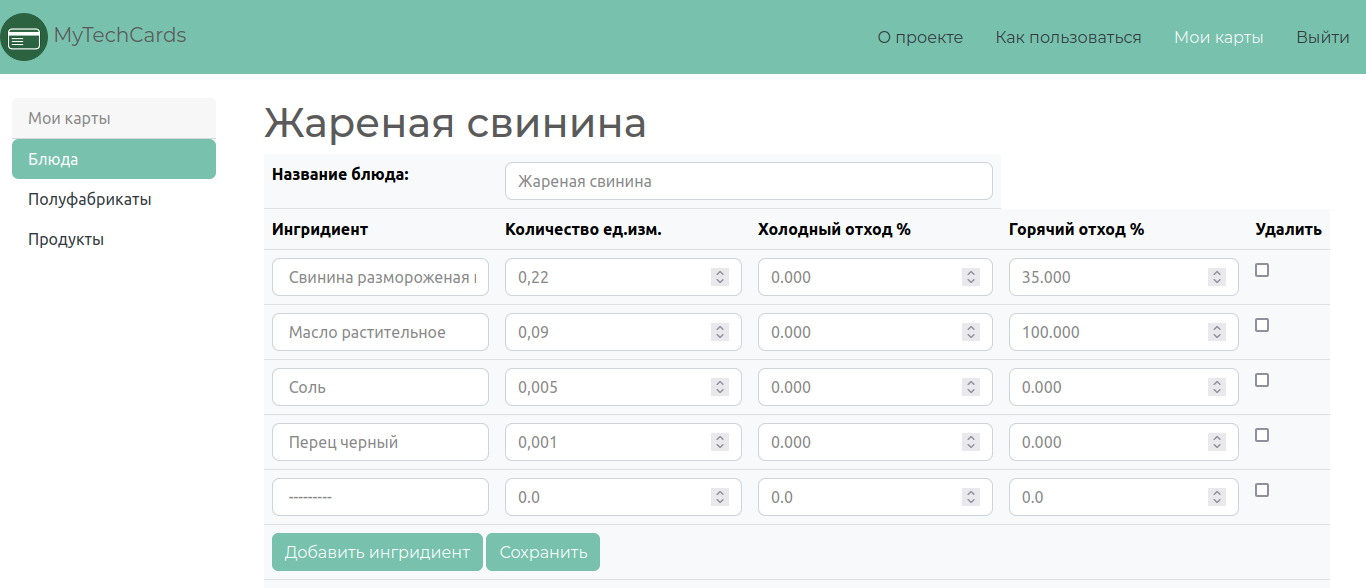 MyTechCards
О проекте Как пользоваться Мои карты Выйти
Мои карты
Блюда
Полуфабрикаты
Продукты
Жареная свинина
Название блюда: Жареная свинина
Ингридиент Количество ед.изм. Холодный отход % Горячий отход % Удалить
Свинина размороженая 0,22 0.000 35.000
Масло растительное 0,09 0.000 100.000
Соль 0,005 0.000 0.000
Перец черный 0,001 0.000 0.000
--------- 0.0 0.0 0.0
Добавить ингридиент Сохранить